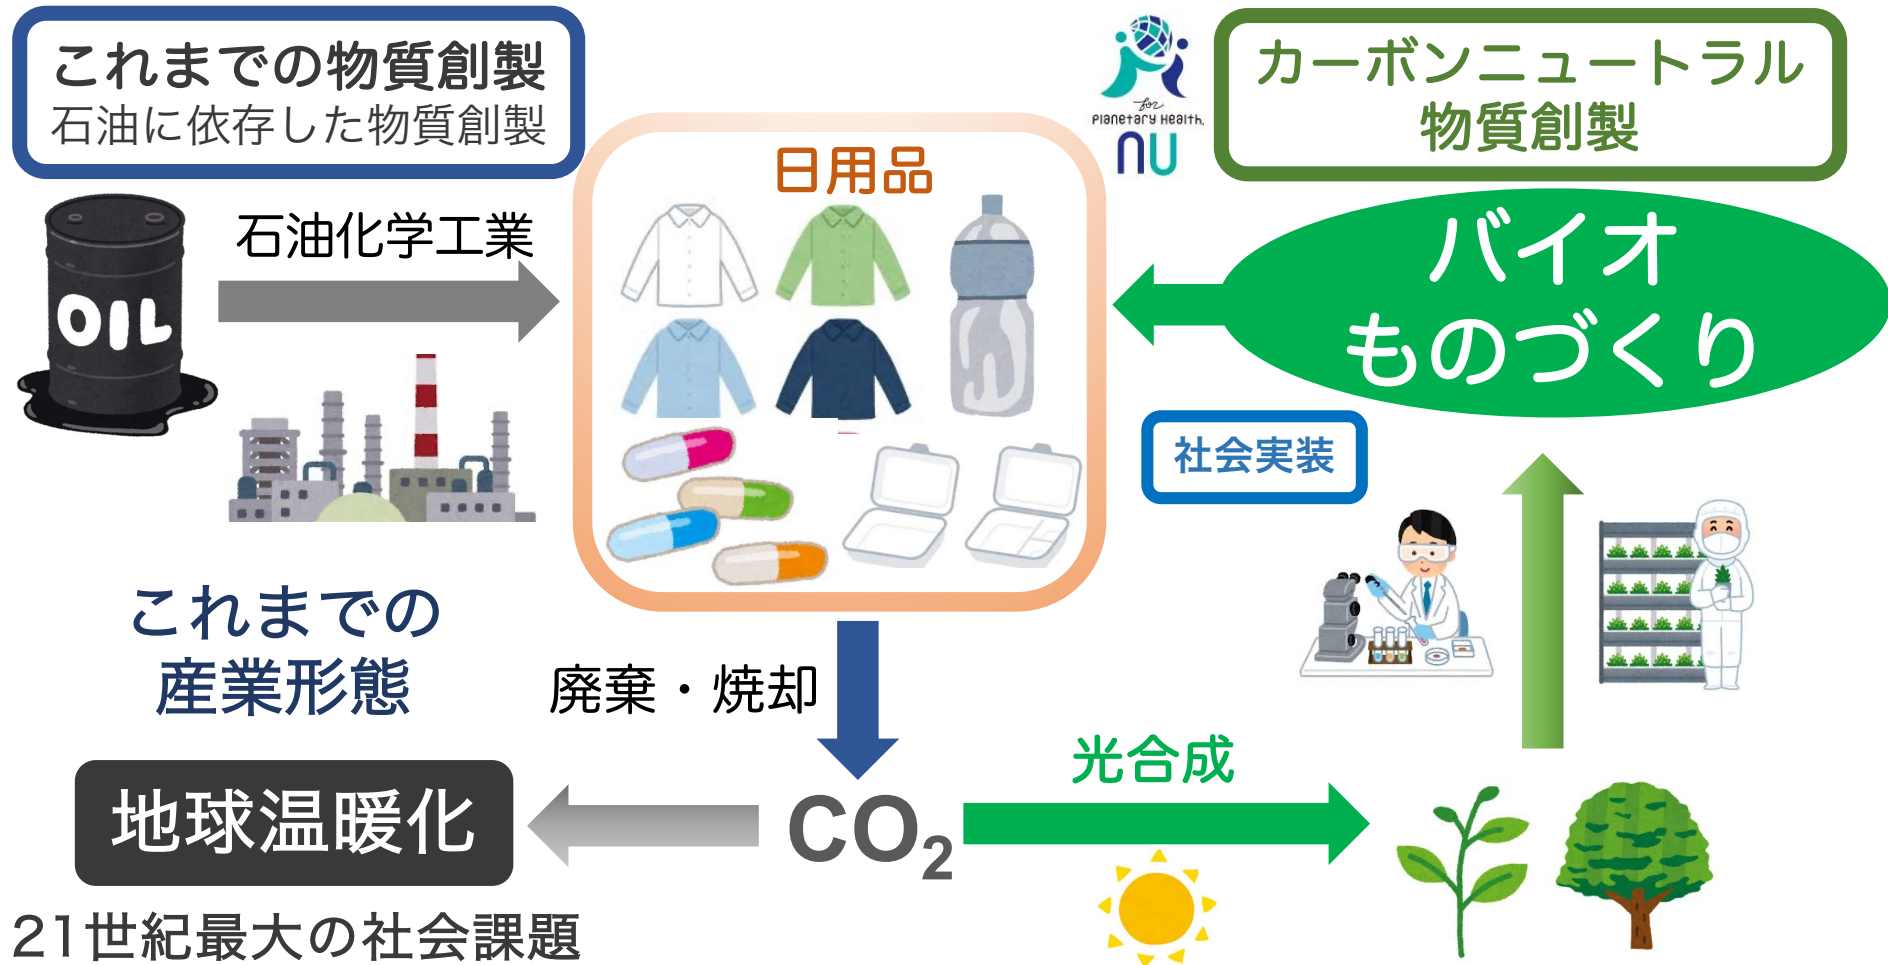 これまでの物質創製
石油に依存した物質創製
for
Planetary Health.
NU
カーボンニュートラル
物質創製
日用品
石油化学工業
OIL
バイオ
ものづくり
社会実装
これまでの
産業形態
廃棄・焼却
光合成
地球温暖化
CO₂
21世紀最大の社会課題